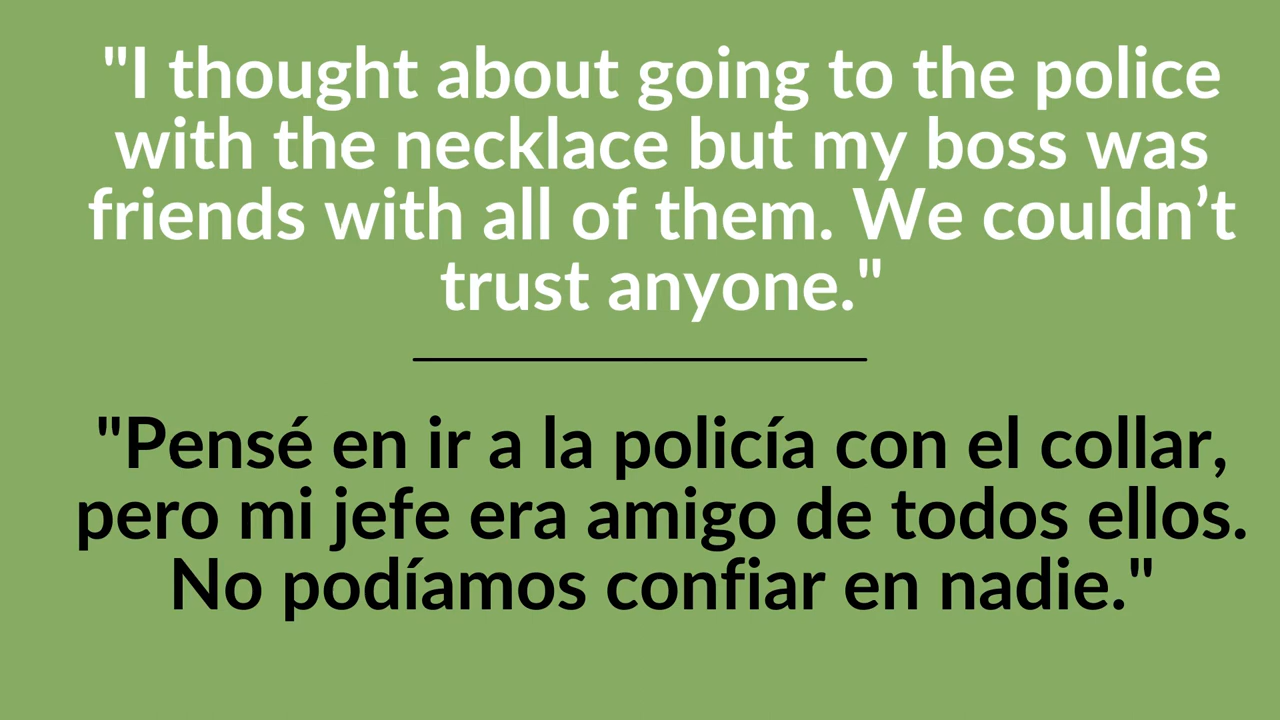 "I thought about going to the police
with the necklace but my boss was
friends with all of them. We couldn’t
trust anyone."
"Pensé en ir a la policía con el collar,
pero mi jefe era amigo de todos ellos.
No podíamos confiar en nadie."